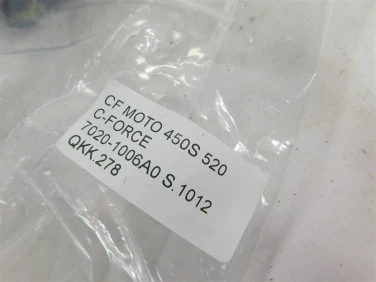 CF MOTO 450S 520
C-FORCE
7020-1006A0 S.1012
QKK.278